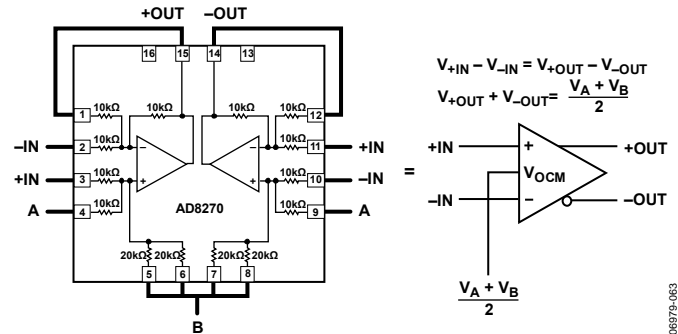 +OUT –OUT
16 15 14 13
10kΩ 10kΩ 10kΩ 10kΩ
1 12
–IN 2 10kΩ – – 10kΩ 11 +IN
+IN 3 10kΩ + + 10kΩ 10 –IN
A 4 10kΩ AD8270 10kΩ 9 A
20kΩ 20kΩ 20kΩ 20kΩ
5 6 7 8
B
=
V+IN – V–IN = V+OUT – V–OUT
V+OUT + V–OUT= VA + VB
2
+IN + +OUT
VOCM
–IN – –OUT
VA + VB
2
06979-063